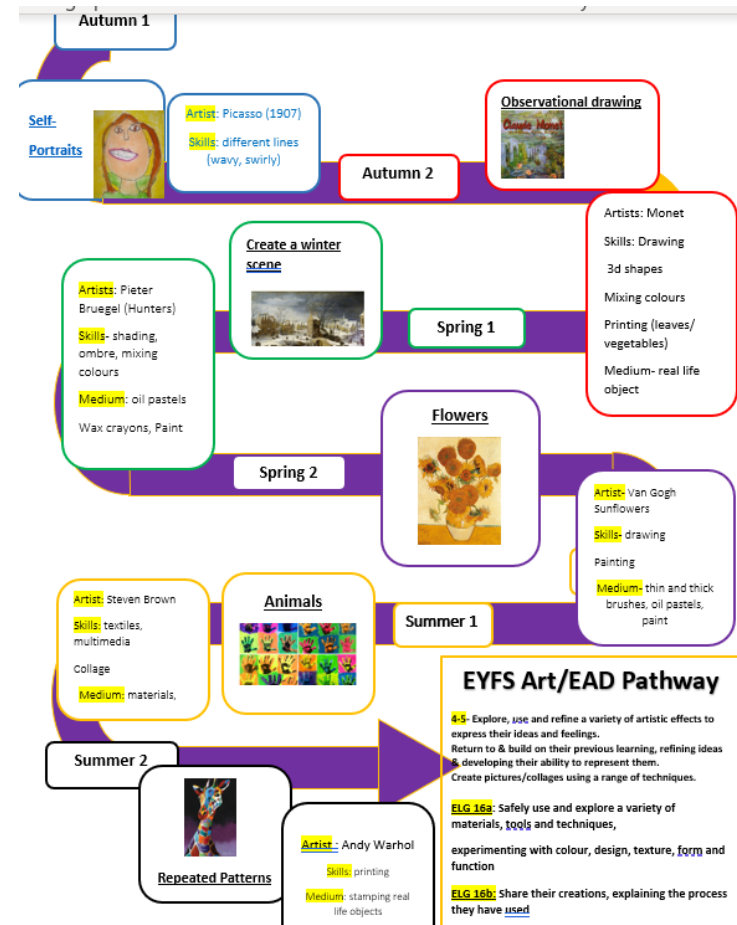 Autumn 1
Self-
Portraits
Artist: Picasso (1907)
Skills: different lines
(wavy, swirly)
Autumn 2
Observational drawing
Claude Monet
Artists: Monet
Skills: Drawing
3d shapes
Mixing colours
Printing (leaves/
vegetables)
Medium- real life
object
Spring 1
Create a winter
scene
Artists: Pieter
Bruegel (Hunters)
Skills- shading,
ombre, mixing
colours
Medium: oil pastels
Wax crayons, Paint
Spring 2
Flowers
Artist- Van Gogh
Sunflowers
Skills- drawing
Painting
Medium- thin and thick
brushes, oil pastels,
paint
Summer 1
Animals
Artist: Steven Brown
Skills: textiles,
multimedia
Collage
Medium: materials,
Summer 2
Repeated Patterns
Artist : Andy Warhol
Skills: printing
Medium: stamping real
life objects
EYFS Art/EAD Pathway
4-5- Explore, use and refine a variety of artistic effects to
express their ideas and feelings.
Return to & build on their previous learning, refining ideas
& developing their ability to represent them.
Create pictures/collages using a range of techniques.
ELG 16a: Safely use and explore a variety of
materials, tools and techniques,
experimenting with colour, design, texture, form and
function
ELG 16b: Share their creations, explaining the process
they have used